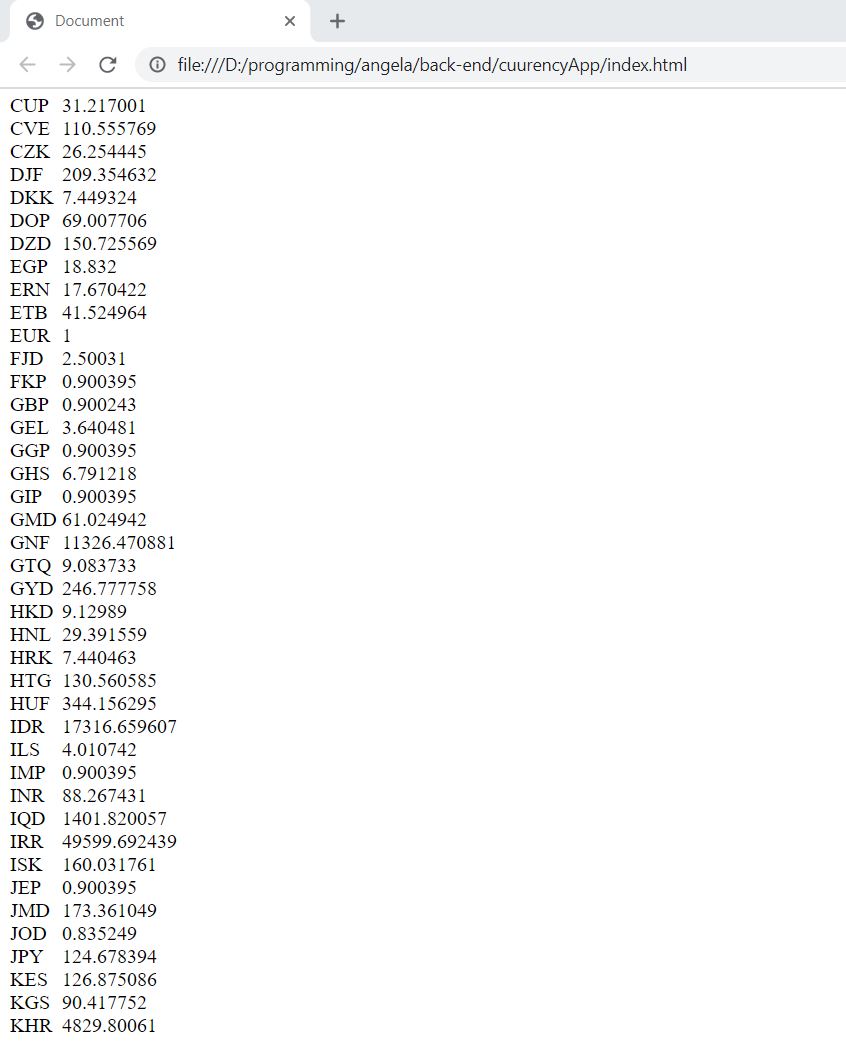 Document
file:///D:/programming/angela/back-end/cuurencyApp/index.html
CUP 31.217001
CVE 110.555769
CZK 26.254445
DJF 209.354632
DKK 7.449324
DOP 69.007706
DZD 150.725569
EGP 18.832
ERN 17.670422
ETB 41.524964
EUR 1
FJD 2.50031
FKP 0.900395
GBP 0.900243
GEL 3.640481
GGP 0.900395
GHS 6.791218
GIP 0.900395
GMD 61.024942
GNF 11326.470881
GTQ 9.083733
GYD 246.777758
HKD 9.12989
HNL 29.391559
HRK 7.440463
HTG 130.560585
HUF 344.156295
IDR 17316.659607
ILS 4.010742
IMP 0.900395
INR 88.267431
IQD 1401.820057
IRR 49599.692439
ISK 160.031761
JEP 0.900395
JMD 173.361049
JOD 0.835249
JPY 124.678394
KES 126.875086
KGS 90.417752
KHR 4829.80061